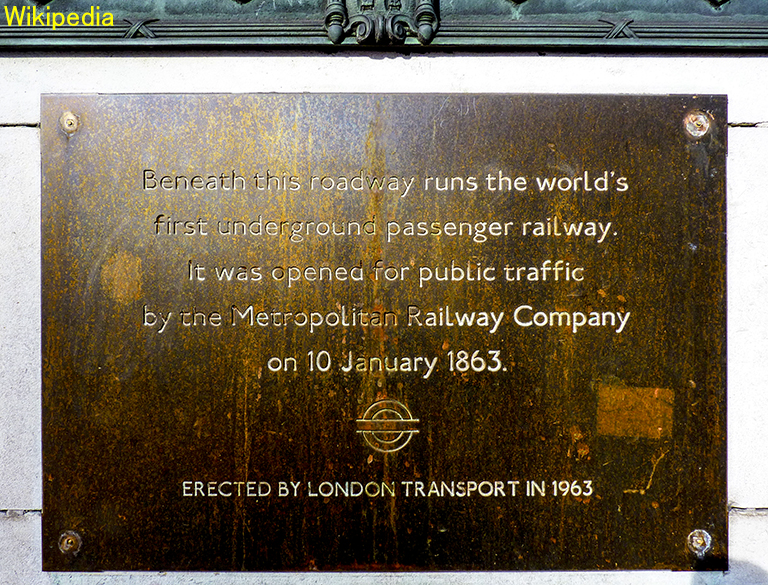 Wikipedia
Beneath this roadway runs the world's
first underground passenger railway.
It was opened for public traffic
by the Metropolitan Railway Company
on 10 January 1863.
ERECTED BY LONDON TRANSPORT IN 1963